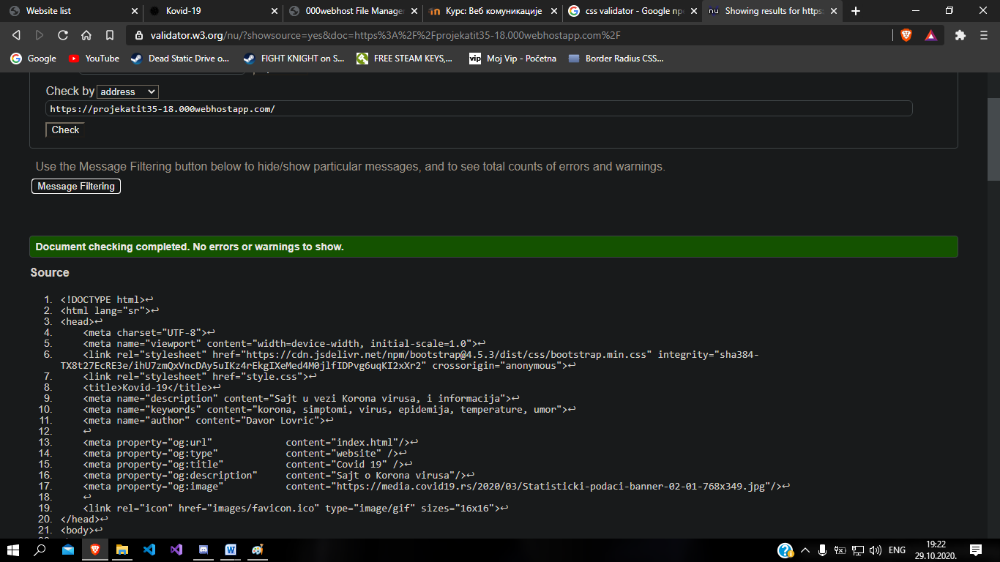 Website list
Kovid-19
000webhost File Manage
Курс: Веб комуникације
css validator - Google пр
Showing results for https:
validator.w3.org/nu/?showsource=yes&doc=https%3A%2F%2Fprojekatit35-18.000webhostapp.com%2F
Google
YouTube
Dead Static Drive o...
FIGHT KNIGHT on S...
FREE STEAM KEYS,...
vip
Moj Vip - Početna
Border Radius CSS...
Check by address
https://projekatit35-18.000webhostapp.com/
Check
Use the Message Filtering button below to hide/show particular messages, and to see total counts of errors and warnings.
Message Filtering
Document checking completed. No errors or warnings to show.
Source
1. <!DOCTYPE html>↩
2. <html lang="sr">↩
3. <head>↩
4. <meta charset="UTF-8">↩
5. <meta name="viewport" content="width=device-width, initial-scale=1.0">↩
6. <link rel="stylesheet" href="https://cdn.jsdelivr.net/npm/bootstrap@4.5.3/dist/css/bootstrap.min.css" integrity="sha384-
TX8t27EcRE3e/ihU7zmQxVncDAy5uIKz4rEkgIXeMed4M0jlfIDPvg6uqKI2xXr2" crossorigin="anonymous">↩
7. <link rel="stylesheet" href="style.css">↩
8. <title>Kovid-19</title>↩
9. <meta name="description" content="Sajt u vezi Korona virusa, i informacija">↩
10. <meta name="keywords" content="korona, simptomi, virus, epidemija, temperature, umor">↩
11. <meta name="author" content="Davor Lovric">↩
12. ↩
13. <meta property="og:url" content="index.html"/>↩
14. <meta property="og:type" content="website" />↩
15. <meta property="og:title" content="Covid 19" />↩
16. <meta property="og:description" content="Sajt o Korona virusa"/>↩
17. <meta property="og:image" content="https://media.covid19.rs/2020/03/Statisticki-podaci-banner-02-01-768x349.jpg"/>↩
18. ↩
19. <link rel="icon" href="images/favicon.ico" type="image/gif" sizes="16x16">↩
20. </head>↩
21. <body>↩
ENG
19:22
29.10.2020.